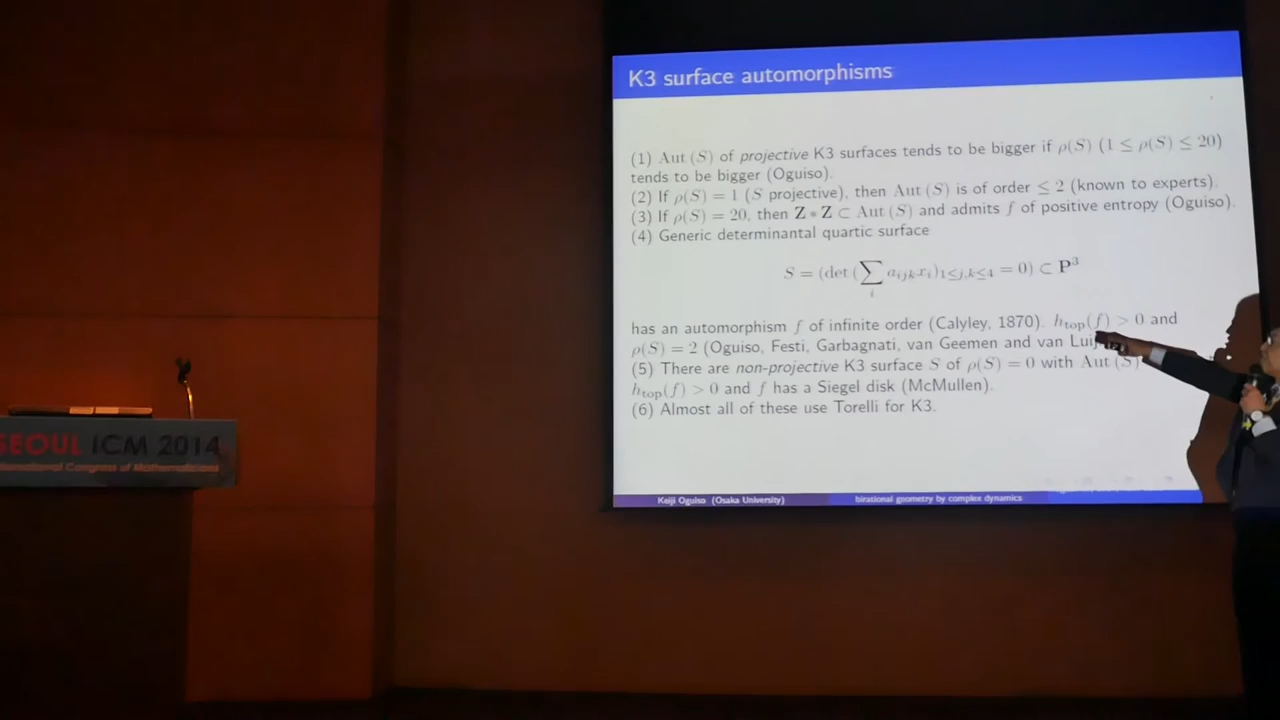 K3 surface automorphisms
(1) Aut (S) of projective K3 surfaces tends to be bigger if ρ(S) (1 ≤ ρ(S) ≤ 20)
tends to be bigger (Oguiso).
(2) If ρ(S) = 1 (S projective), then Aut (S) is of order ≤ 2 (known to experts).
(3) If ρ(S) = 20, then Z * Z ⊂ Aut (S) and admits f of positive entropy (Oguiso).
(4) Generic determinantal quartic surface
S = (det (∑_i a_{ijk}x_i)_{1≤j,k≤4} = 0) ⊂ P^3
has an automorphism f of infinite order (Calyley, 1870). h_top(f) > 0 and
ρ(S) = 2 (Oguiso, Festi, Garbagnati, van Geemen and van
(5) There are non-projective K3 surface S of ρ(S) = 0 with Aut (S)
h_top(f) > 0 and f has a Siegel disk (McMullen).
(6) Almost all of these use Torelli for K3.
Keiji Oguiso (Osaka University) birational geometry by complex dynamics
SEOUL ICM 2014
Congress of Mathematicians